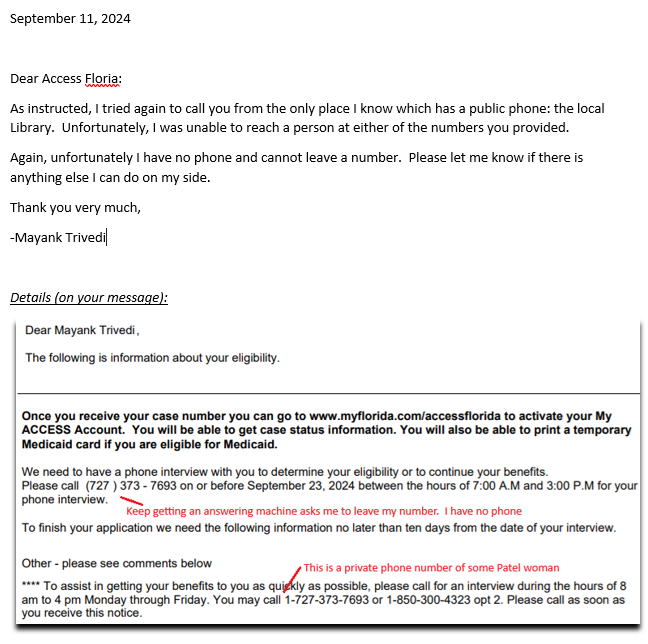 September 11, 2024
Dear Access Floria:
As instructed, I tried again to call you from the only place I know which has a public phone: the local
Library.  Unfortunately, I was unable to reach a person at either of the numbers you provided.
Again, unfortunately I have no phone and cannot leave a number.  Please let me know if there is
anything else I can do on my side.
Thank you very much,
-Mayank Trivedi
Details (on your message):
Dear Mayank Trivedi,
The following is information about your eligibility.
Once you receive your case number you can go to www.myflorida.com/accessflorida to activate your My
ACCESS Account.  You will be able to get case status information. You will also be able to print a temporary
Medicaid card if you are eligible for Medicaid.
We need to have a phone interview with you to determine your eligibility or to continue your benefits.
Please call  (727 ) 373 - 7693 on or before September 23, 2024 between the hours of 7:00 A.M and 3:00 P.M for your
phone interview.
Keep getting an answering machine asks me to leave my number.  I have no phone
To finish your application we need the following information no later than ten days from the date of your interview.
Other - please see comments below
This is a private phone number of some Patel woman
**** To assist in getting your benefits to you as quickly as possible, please call for an interview during the hours of 8
am to 4 pm Monday through Friday. You may call 1-727-373-7693 or 1-850-300-4323 opt 2. Please call as soon as
you receive this notice.